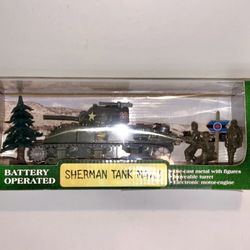 BATTERY
OPERATED
SHERMAN TANK
Die-cast metal with figures
Moveable turret
Electronic motor-engine